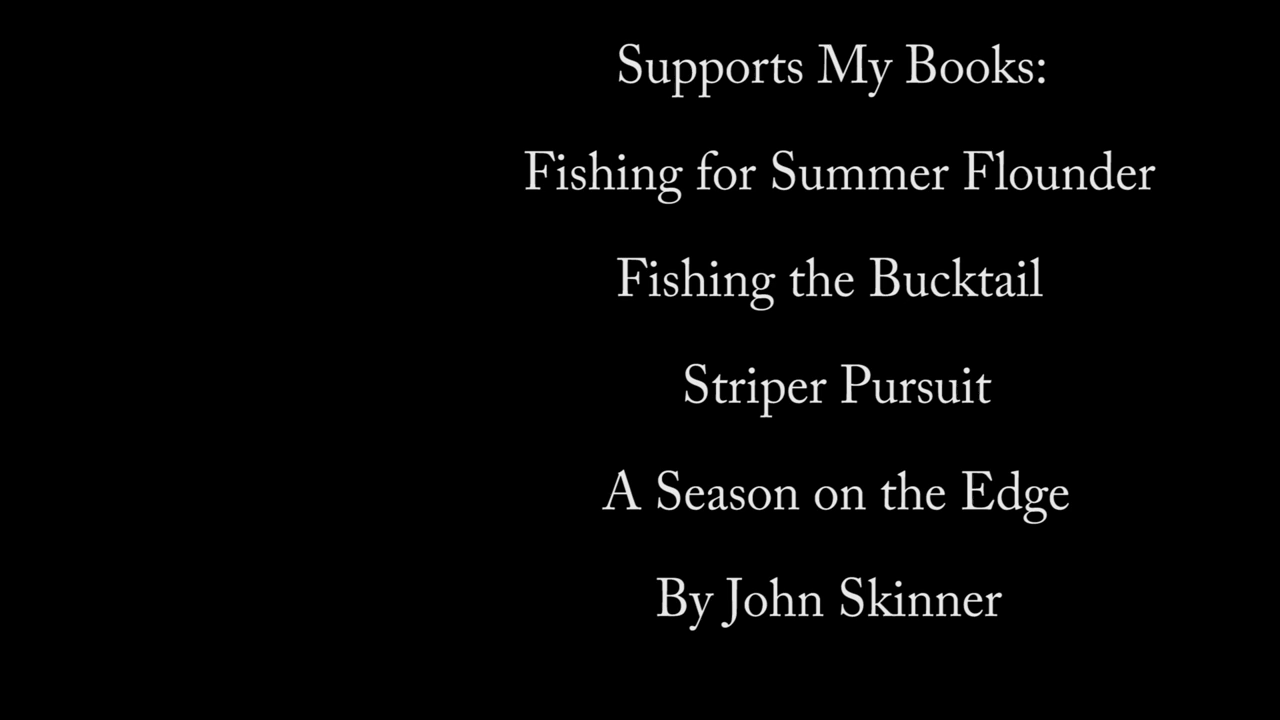 Supports My Books:
Fishing for Summer Flounder
Fishing the Bucktail
Striper Pursuit
A Season on the Edge
By John Skinner